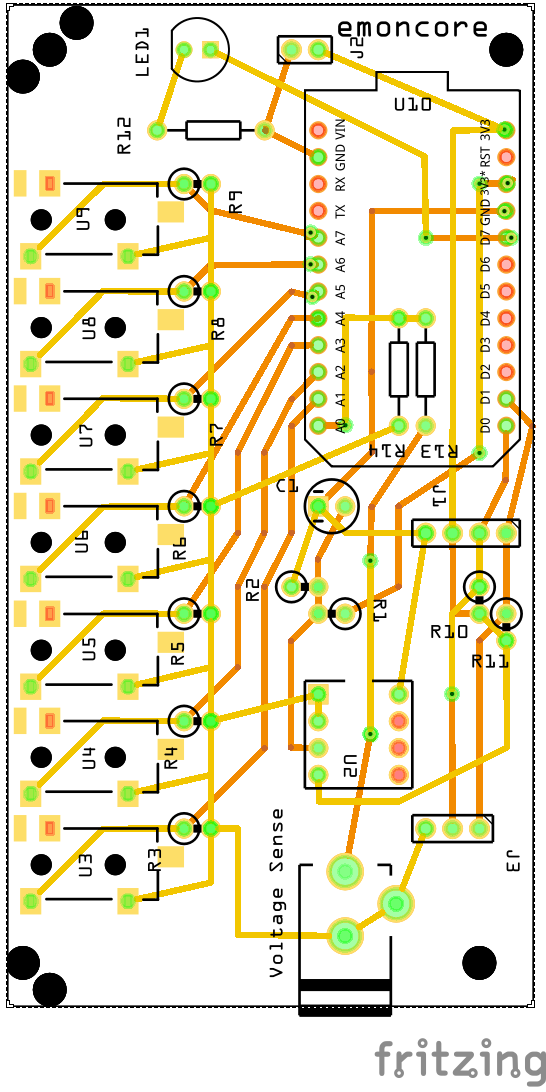 emoncore
LED1
J2
U10
R12
VIN
3V3
GND
RST
RX
3V3*
TX
GND
A7
D7
A6
D6
A5
D5
A4
D4
A3
D3
A2
D2
A1
D1
A0
D0
U9
R9
U8
R8
U7
R7
R14
R13
C1
J1
U6
R6
R2
R1
U5
R5
R10
R11
U4
R4
U2
U3
R3
Voltage Sense
J3
fritzing